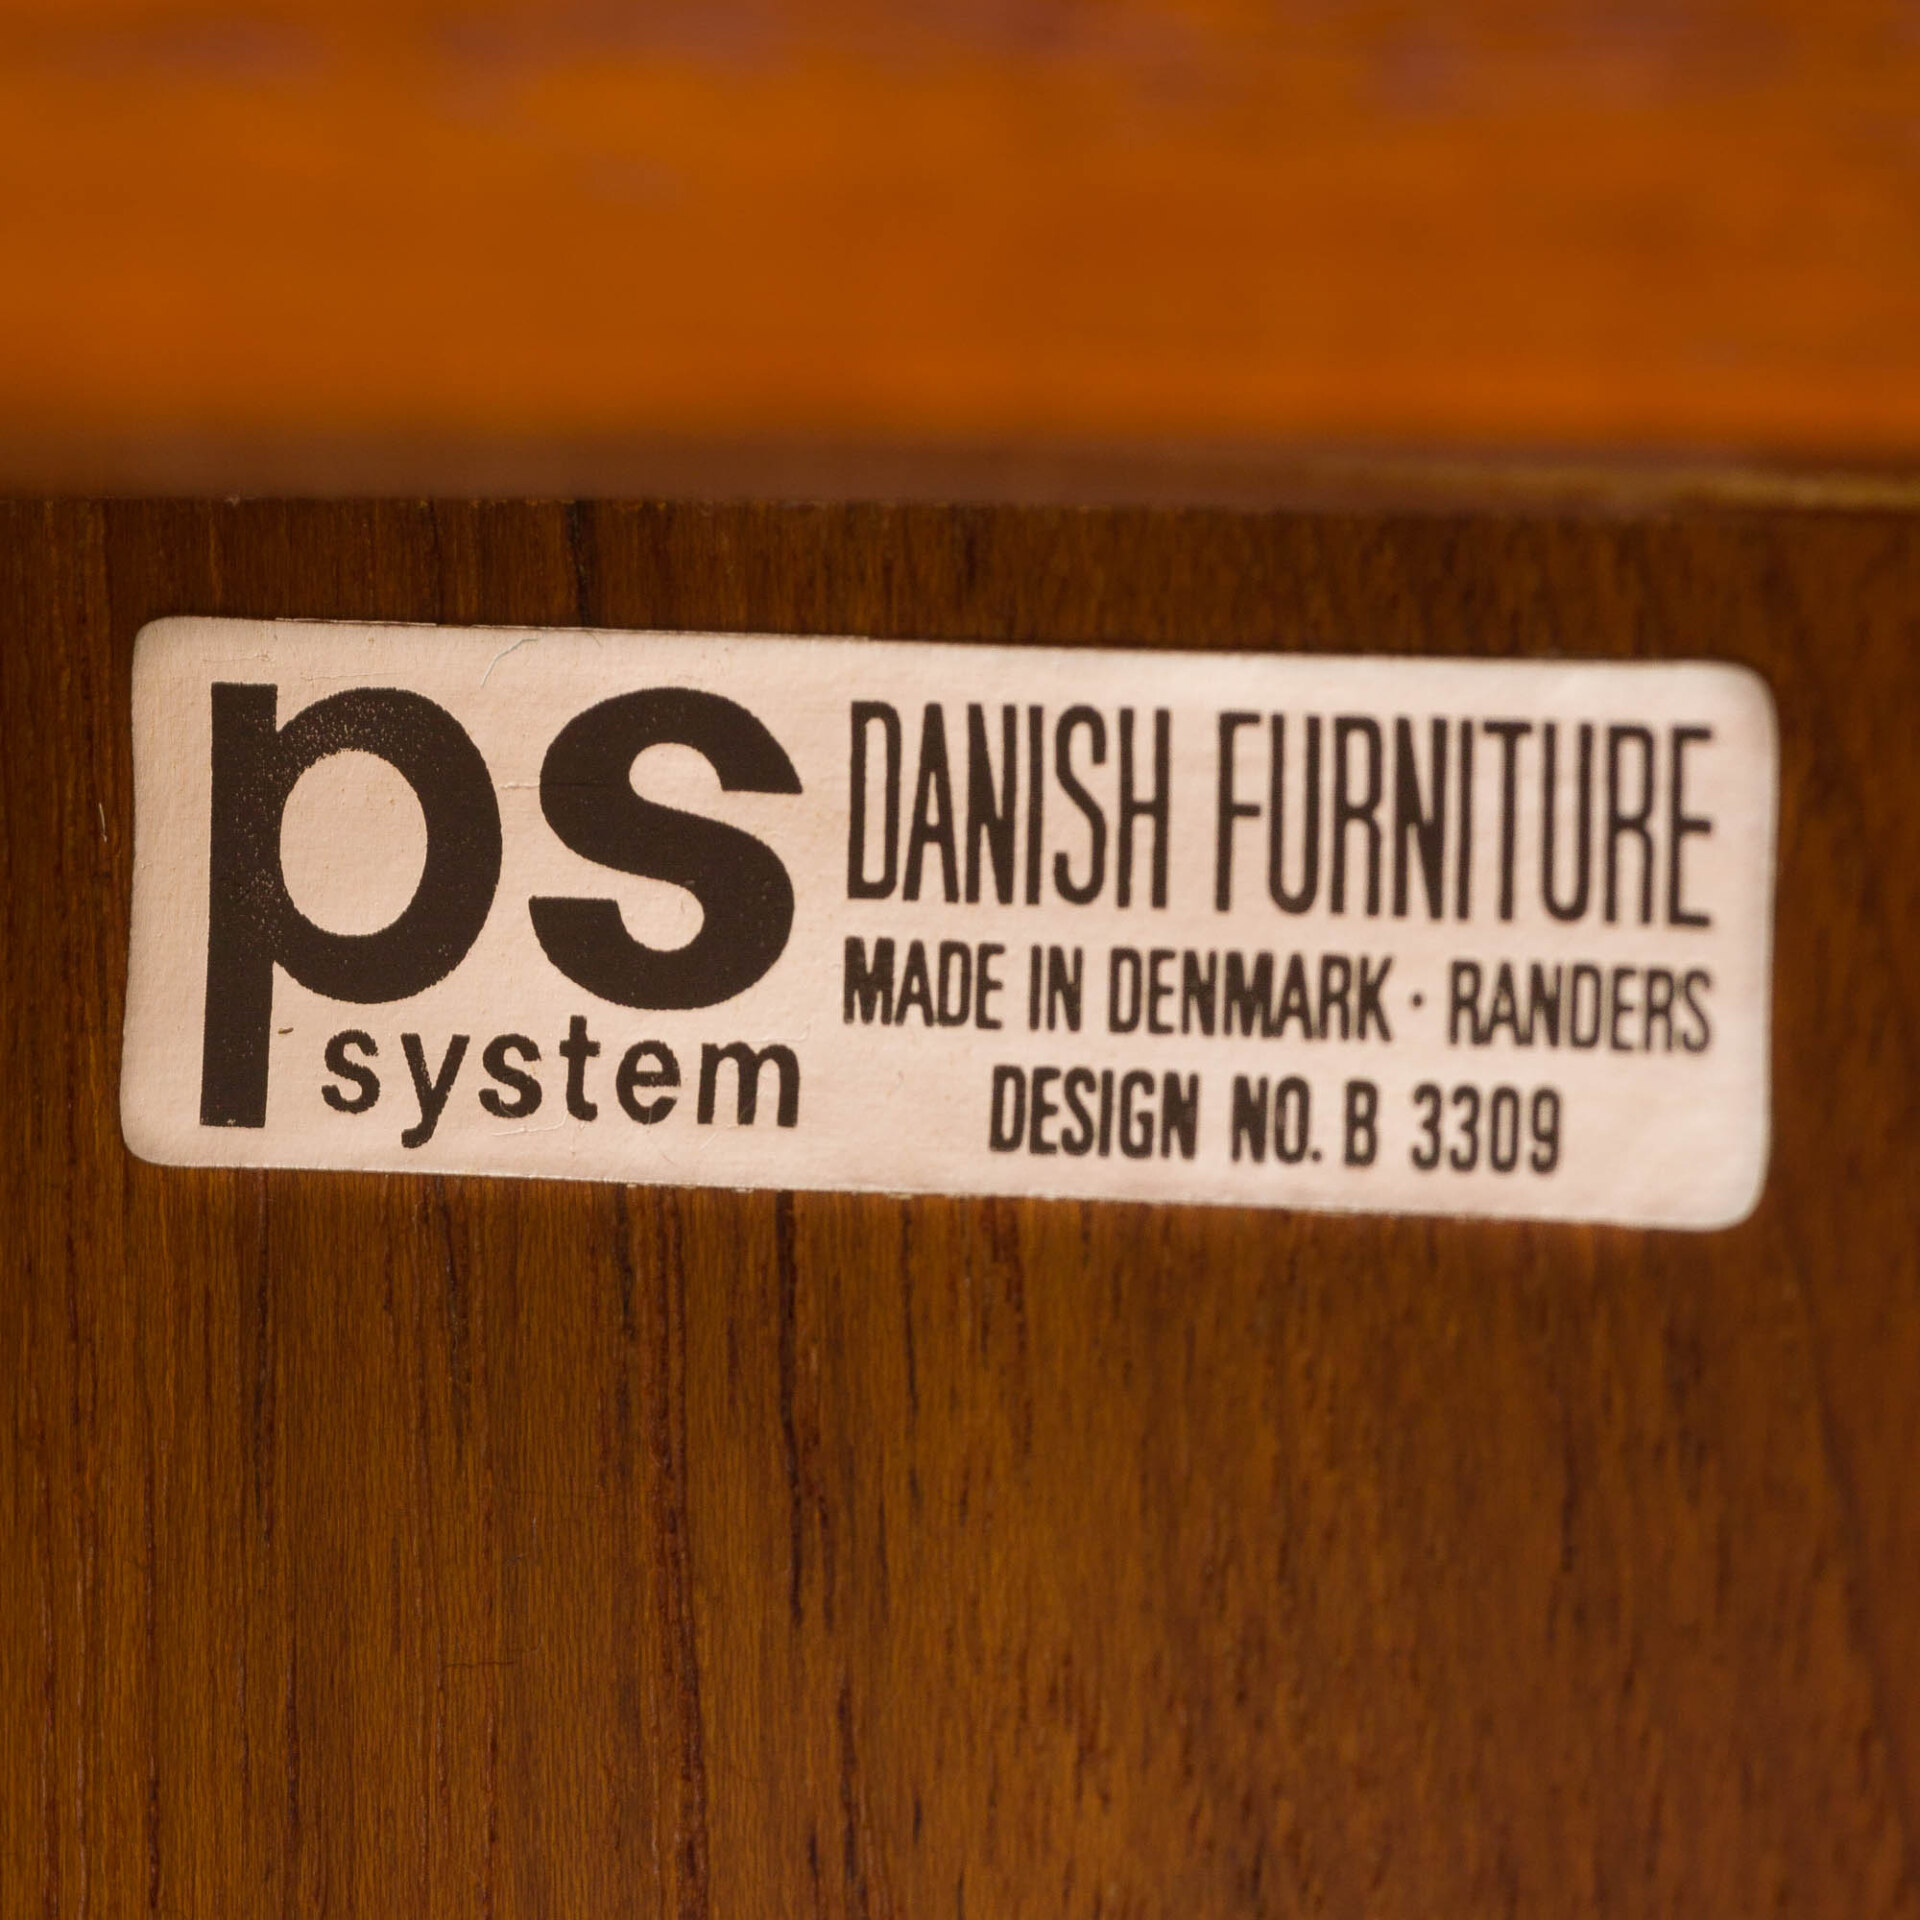 ps
system
DANISH FURNITURE
MADE IN DENMARK · RANDERS
DESIGN NO. B 3309